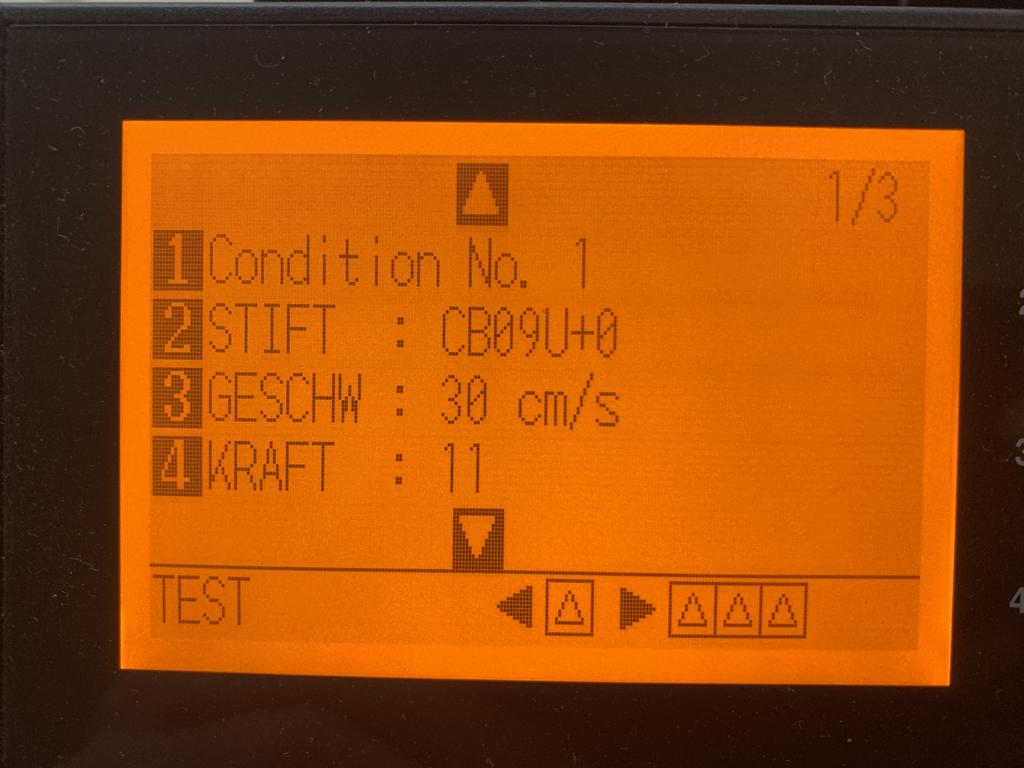 1/3
1 Condition No. 1
2 STIFT : CB09U+0
3 GESCHW : 30 cm/s
4 KRAFT : 11
TEST